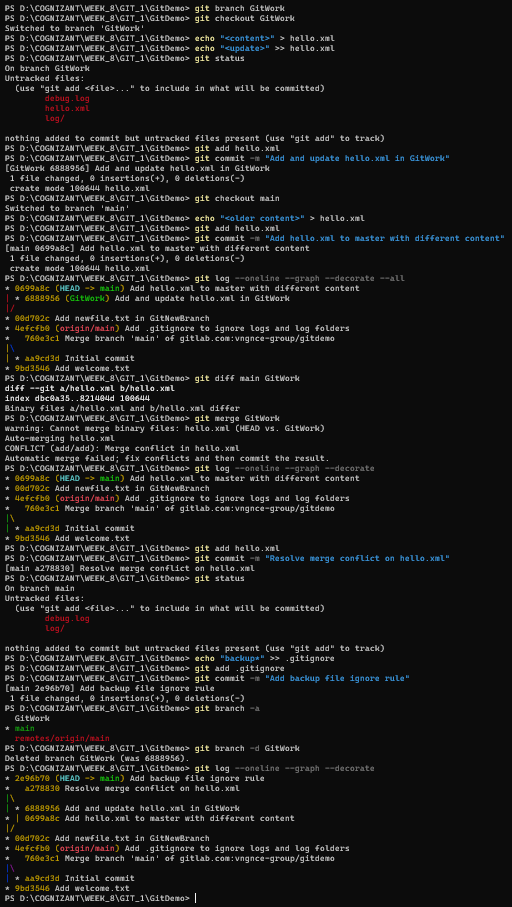 PS D:\COGNIZANT\WEEK_8\GIT_1\GitDemo> git branch GitWork
PS D:\COGNIZANT\WEEK_8\GIT_1\GitDemo> git checkout GitWork
Switched to branch 'GitWork'
PS D:\COGNIZANT\WEEK_8\GIT_1\GitDemo> echo "<content>" > hello.xml
PS D:\COGNIZANT\WEEK_8\GIT_1\GitDemo> echo "<update>" >> hello.xml
PS D:\COGNIZANT\WEEK_8\GIT_1\GitDemo> git status
On branch GitWork
Untracked files:
  (use "git add <file>..." to include in what will be committed)
        debug.log
        hello.xml
        log/

nothing added to commit but untracked files present (use "git add" to track)
PS D:\COGNIZANT\WEEK_8\GIT_1\GitDemo> git add hello.xml
PS D:\COGNIZANT\WEEK_8\GIT_1\GitDemo> git commit -m "Add and update hello.xml in GitWork"
[GitWork 6888956] Add and update hello.xml in GitWork
 1 file changed, 0 insertions(+), 0 deletions(-)
 create mode 100644 hello.xml
PS D:\COGNIZANT\WEEK_8\GIT_1\GitDemo> git checkout main
Switched to branch 'main'
PS D:\COGNIZANT\WEEK_8\GIT_1\GitDemo> echo "<older content>" > hello.xml
PS D:\COGNIZANT\WEEK_8\GIT_1\GitDemo> git add hello.xml
PS D:\COGNIZANT\WEEK_8\GIT_1\GitDemo> git commit -m "Add hello.xml to master with different content"
[main 0699a8c] Add hello.xml to master with different content
 1 file changed, 0 insertions(+), 0 deletions(-)
 create mode 100644 hello.xml
PS D:\COGNIZANT\WEEK_8\GIT_1\GitDemo> git log --oneline --graph --decorate --all
* 0699a8c (HEAD -> main) Add hello.xml to master with different content
| * 6888956 (GitWork) Add and update hello.xml in GitWork
|/
* 00d702c Add newfile.txt in GitNewBranch
* 4efcfb0 (origin/main) Add .gitignore to ignore logs and log folders
*   760e3c1 Merge branch 'main' of gitlab.com:vngnce-group/gitdemo
|\
| * aa9cd3d Initial commit
* 9bd3546 Add welcome.txt
PS D:\COGNIZANT\WEEK_8\GIT_1\GitDemo> git diff main GitWork
diff --git a/hello.xml b/hello.xml
index dbc0a35..821404d 100644
Binary files a/hello.xml and b/hello.xml differ
PS D:\COGNIZANT\WEEK_8\GIT_1\GitDemo> git merge GitWork
warning: Cannot merge binary files: hello.xml (HEAD vs. GitWork)
Auto-merging hello.xml
CONFLICT (add/add): Merge conflict in hello.xml
Automatic merge failed; fix conflicts and then commit the result.
PS D:\COGNIZANT\WEEK_8\GIT_1\GitDemo> git log --oneline --graph --decorate
* 0699a8c (HEAD -> main) Add hello.xml to master with different content
* 00d702c Add newfile.txt in GitNewBranch
* 4efcfb0 (origin/main) Add .gitignore to ignore logs and log folders
*   760e3c1 Merge branch 'main' of gitlab.com:vngnce-group/gitdemo
|\
| * aa9cd3d Initial commit
* 9bd3546 Add welcome.txt
PS D:\COGNIZANT\WEEK_8\GIT_1\GitDemo> git add hello.xml
PS D:\COGNIZANT\WEEK_8\GIT_1\GitDemo> git commit -m "Resolve merge conflict on hello.xml"
[main a278830] Resolve merge conflict on hello.xml
PS D:\COGNIZANT\WEEK_8\GIT_1\GitDemo> git status
On branch main
Untracked files:
  (use "git add <file>..." to include in what will be committed)
        debug.log
        log/

nothing added to commit but untracked files present (use "git add" to track)
PS D:\COGNIZANT\WEEK_8\GIT_1\GitDemo> echo "backup*" >> .gitignore
PS D:\COGNIZANT\WEEK_8\GIT_1\GitDemo> git add .gitignore
PS D:\COGNIZANT\WEEK_8\GIT_1\GitDemo> git commit -m "Add backup file ignore rule"
[main 2e96b70] Add backup file ignore rule
 1 file changed, 0 insertions(+), 0 deletions(-)
PS D:\COGNIZANT\WEEK_8\GIT_1\GitDemo> git branch -a
  GitWork
* main
  remotes/origin/main
PS D:\COGNIZANT\WEEK_8\GIT_1\GitDemo> git branch -d GitWork
Deleted branch GitWork (was 6888956).
PS D:\COGNIZANT\WEEK_8\GIT_1\GitDemo> git log --oneline --graph --decorate
* 2e96b70 (HEAD -> main) Add backup file ignore rule
*   a278830 Resolve merge conflict on hello.xml
|\
| * 6888956 Add and update hello.xml in GitWork
* | 0699a8c Add hello.xml to master with different content
|/
* 00d702c Add newfile.txt in GitNewBranch
* 4efcfb0 (origin/main) Add .gitignore to ignore logs and log folders
*   760e3c1 Merge branch 'main' of gitlab.com:vngnce-group/gitdemo
|\
| * aa9cd3d Initial commit
* 9bd3546 Add welcome.txt
PS D:\COGNIZANT\WEEK_8\GIT_1\GitDemo>